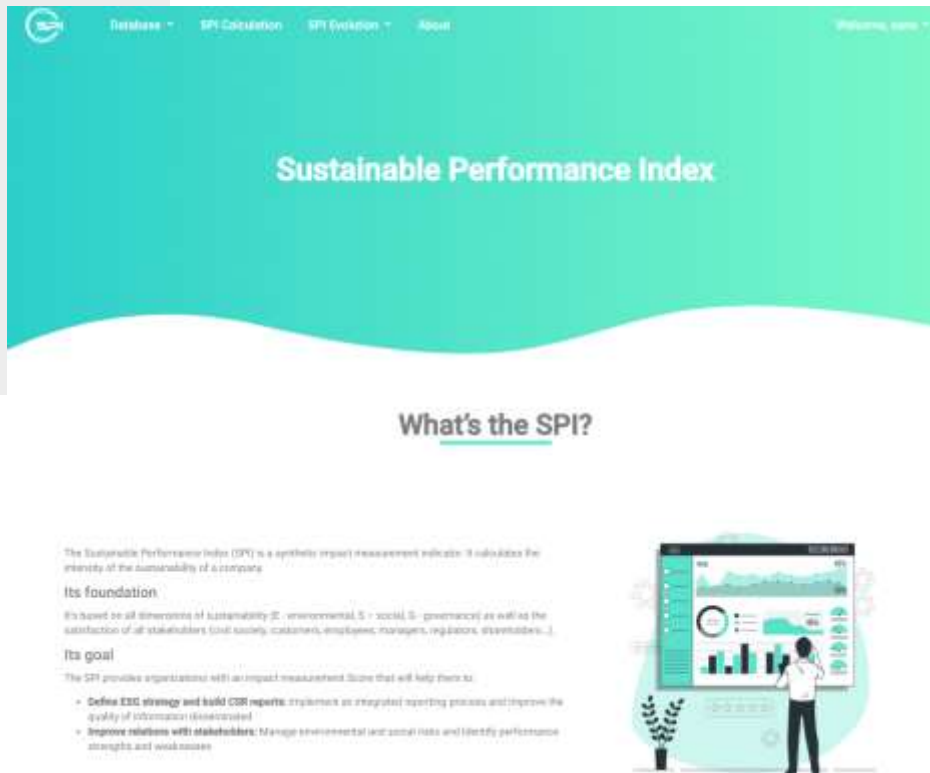 SPI
Database
SPI Calculation
SPI Evolution
About
Welcome,
Sustainable Performance Index
What's the SPI?
The Sustainable Performance Index (SPI) is a synthetic impact measurement indicator. It calculates the
intensity of the sustainability of a company.
Its foundation
It's based on all dimensions of sustainability (E - environmental, S - social, G - governance) as well as the
satisfaction of all stakeholders (civil society, customers, employees, managers, regulators, shareholders...).
Its goal
The SPI provides organizations with an impact measurement Score that will help them to:
• Define ESG strategy and build CSR reports: Implement an integrated reporting process and improve the
quality of information disseminated
• Improve relations with stakeholders: Manage environmental and social risks and identify performance
strengths and weaknesses